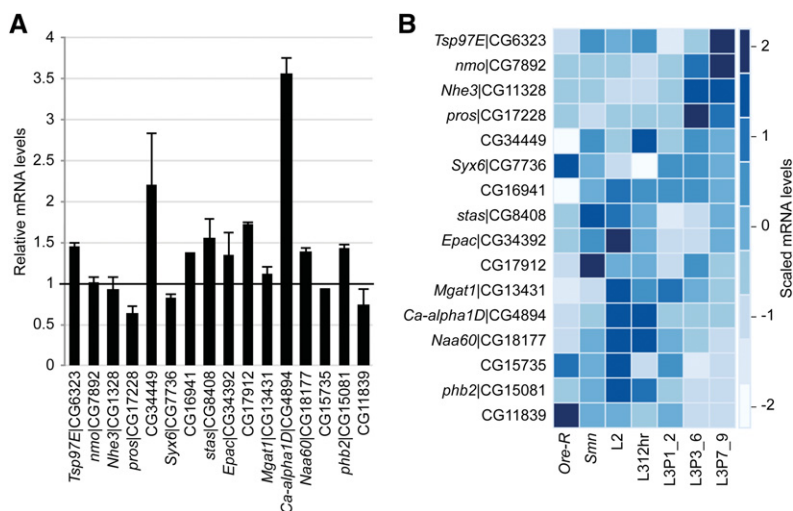 A
Relative mRNA levels
4
3.5
3
2.5
2
1.5
1
0.5
0
Tsp97E|CG6323
nmo|CG7892
Nhe3|CG1328
pros|CG17228
CG34449
Syx6|CG7736
CG16941
stas|CG8408
Epac|CG34392
CG17912
Mgat1|CG13431
Ca-alpha1D|CG4894
Naa60|CG18177
CG15735
phb2|CG15081
CG11839
B
Tsp97E|CG6323
nmo|CG7892
Nhe3|CG11328
pros|CG17228
CG34449
Syx6|CG7736
CG16941
stas|CG8408
Epac|CG34392
CG17912
Mgat1|CG13431
Ca-alpha1D|CG4894
Naa60|CG18177
CG15735
phb2|CG15081
CG11839
Ore-R
Smn
L2
L312hr
L3P1_2
L3P3_6
L3P7_9
2
1
0
-1
-2
Scaled mRNA levels